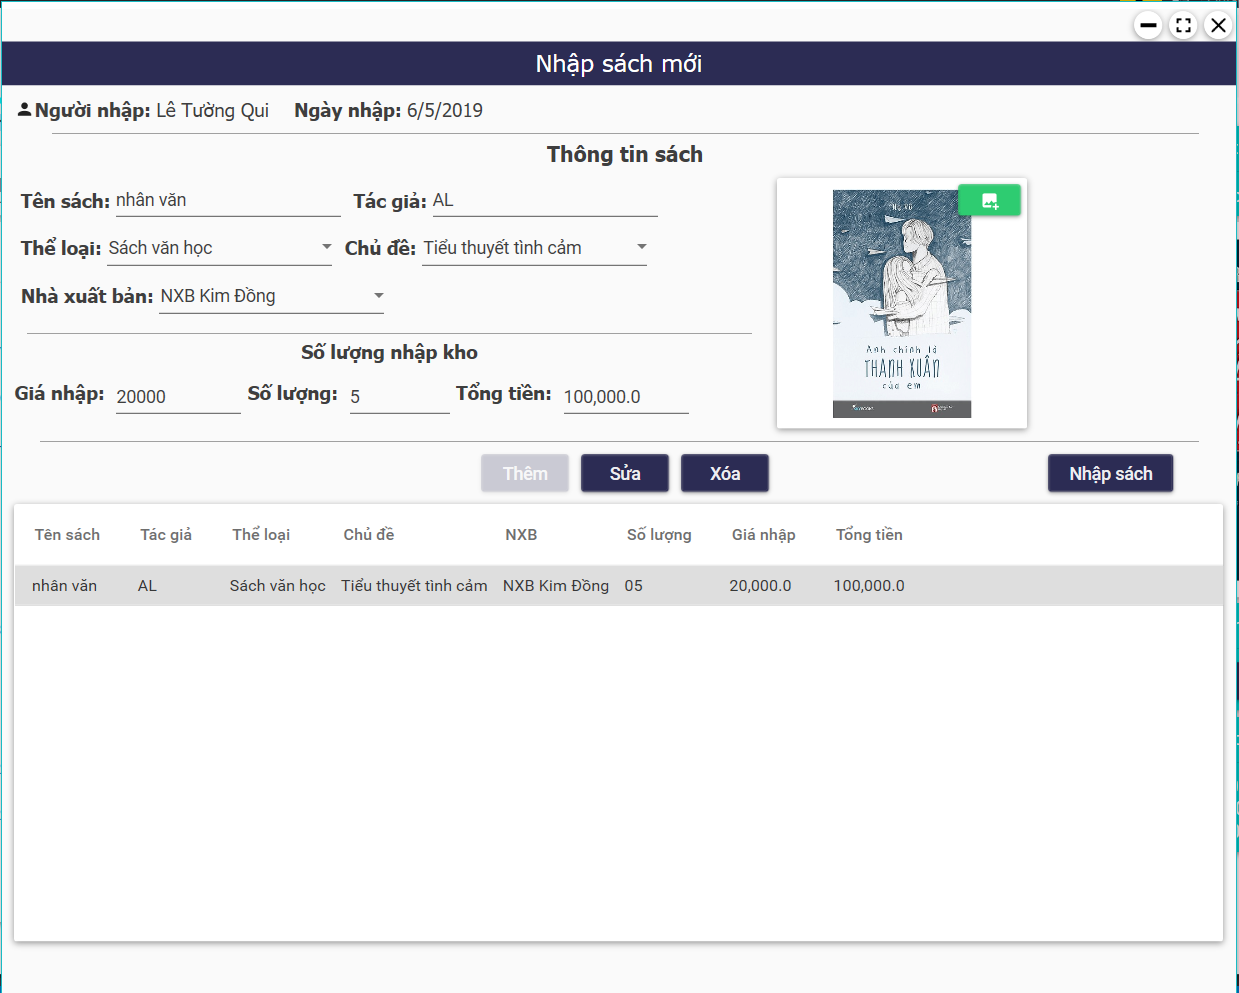 Nhập sách mới
Người nhập: Lê Tường Qui Ngày nhập: 6/5/2019
Thông tin sách
Tên sách: nhân văn Tác giả: AL
Thể loại: Sách văn học Chủ đề: Tiểu thuyết tình cảm
Nhà xuất bản: NXB Kim Đồng
Anh chính là
THANH XUÂN
của em
Số lượng nhập kho
Giá nhập: 20000 Số lượng: 5 Tổng tiền: 100,000.0
Thêm Sửa Xóa Nhập sách
Tên sách Tác giả Thể loại Chủ đề NXB Số lượng Giá nhập Tổng tiền
nhân văn AL Sách văn học Tiểu thuyết tình cảm NXB Kim Đồng 05 20,000.0 100,000.0